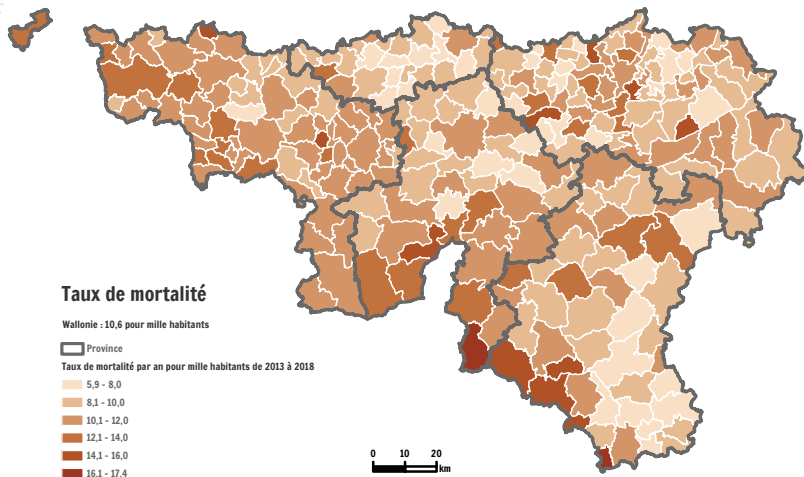 Taux de mortalité
Wallonie : 10,6 pour mille habitants
Province
Taux de mortalité par an pour mille habitants de 2013 à 2018
5,9 - 8,0
8,1 - 10,0
10,1 - 12,0
12,1 - 14,0
14,1 - 16,0
16,1 - 17,4
0 10 20
km